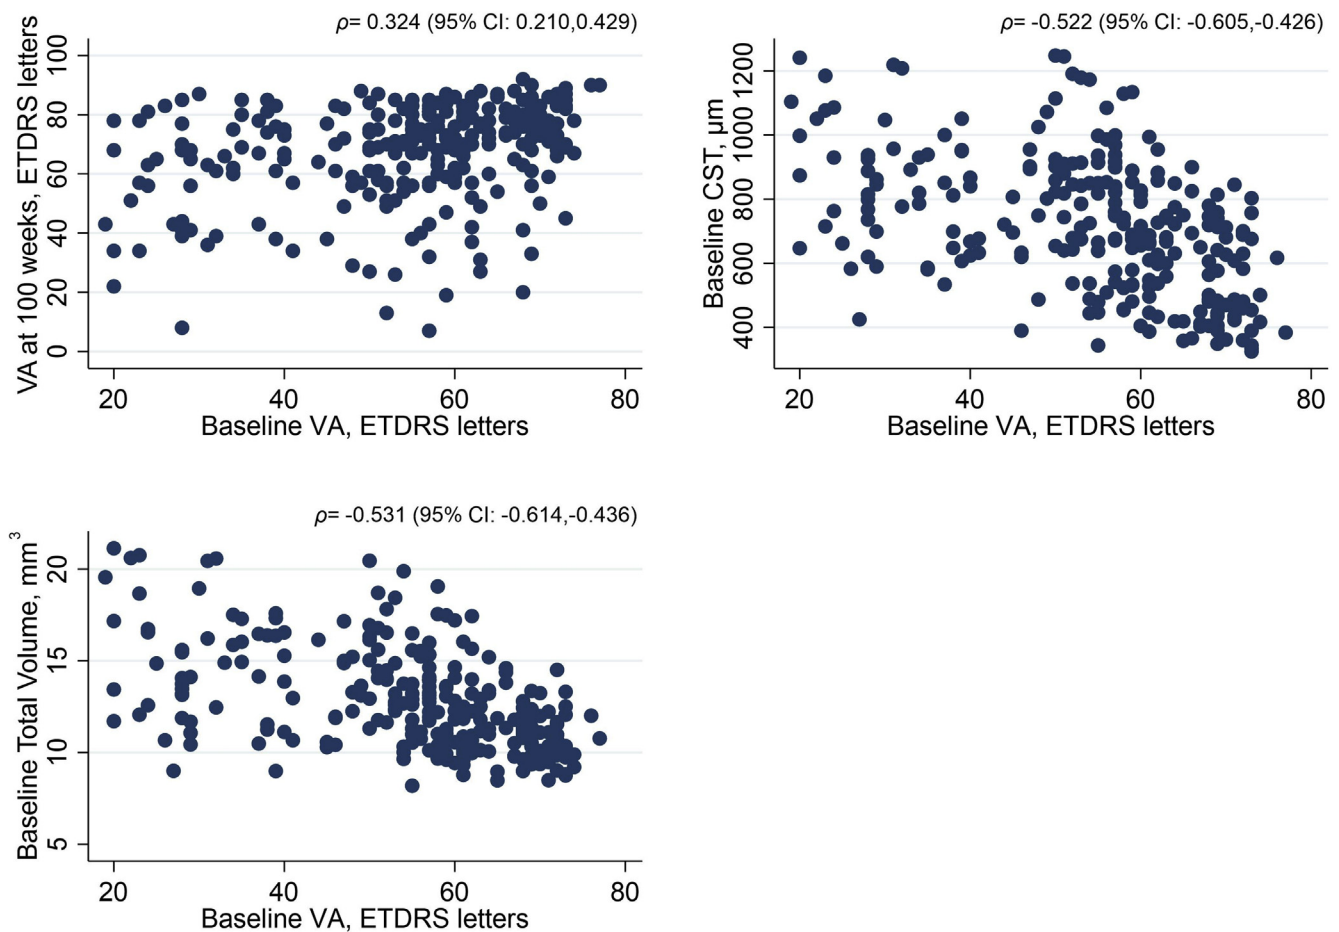 ρ= 0.324 (95% CI: 0.210,0.429)
VA at 100 weeks, ETDRS letters
100
80
60
40
20
0
20 40 60 80
Baseline VA, ETDRS letters
ρ= -0.522 (95% CI: -0.605,-0.426)
Baseline CST, μm
1200
1000
800
600
400
20 40 60 80
Baseline VA, ETDRS letters
ρ= -0.531 (95% CI: -0.614,-0.436)
Baseline Total Volume, mm³
20
15
10
5
20 40 60 80
Baseline VA, ETDRS letters